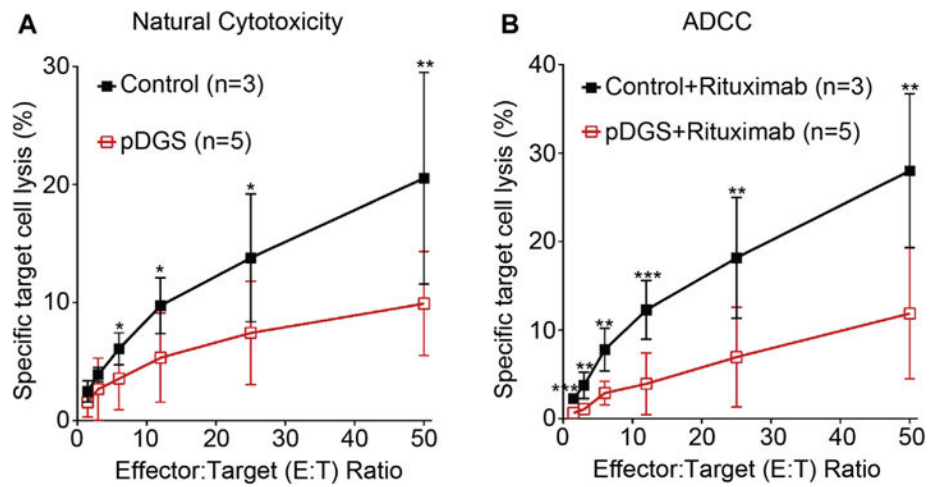 A Natural Cytotoxicity
Specific target cell lysis (%)
30
20
10
0
Control (n=3)
pDGS (n=5)
*
*
*
**
0 10 20 30 40 50
Effector:Target (E:T) Ratio
B ADCC
Specific target cell lysis (%)
40
30
20
10
0
Control+Rituximab (n=3)
pDGS+Rituximab (n=5)
***
**
**
***
**
**
0 10 20 30 40 50
Effector:Target (E:T) Ratio